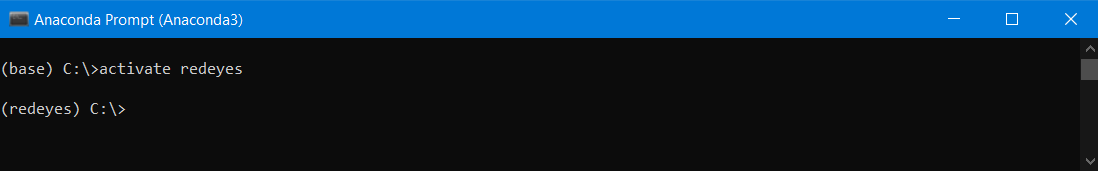 Anaconda Prompt (Anaconda3)
(base) C:\>activate redeyes
(redeyes) C:\>